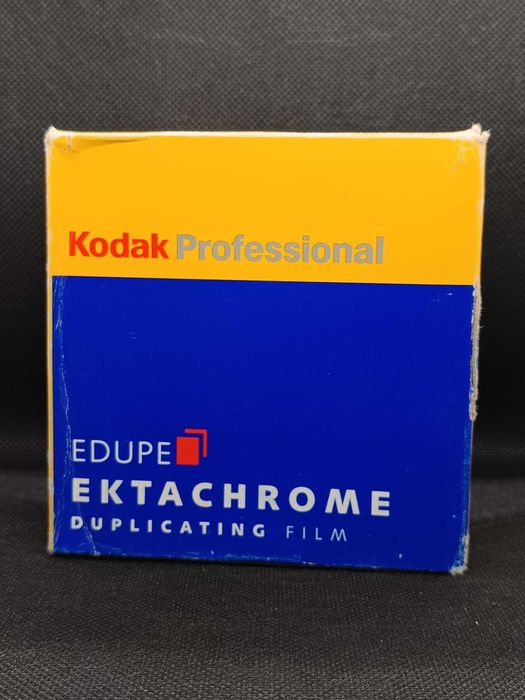 Kodak Professional
EDUPE
EKTACHROME
DUPLICATING FILM